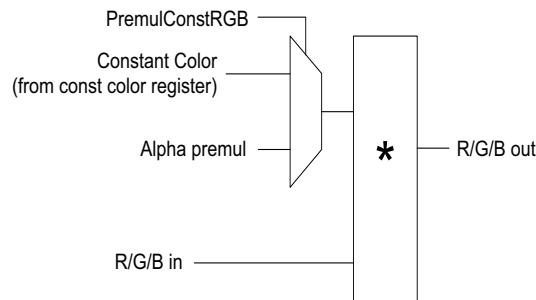 PremulConstRGB
Constant Color
(from const color register)
Alpha premul
*
R/G/B out
R/G/B in